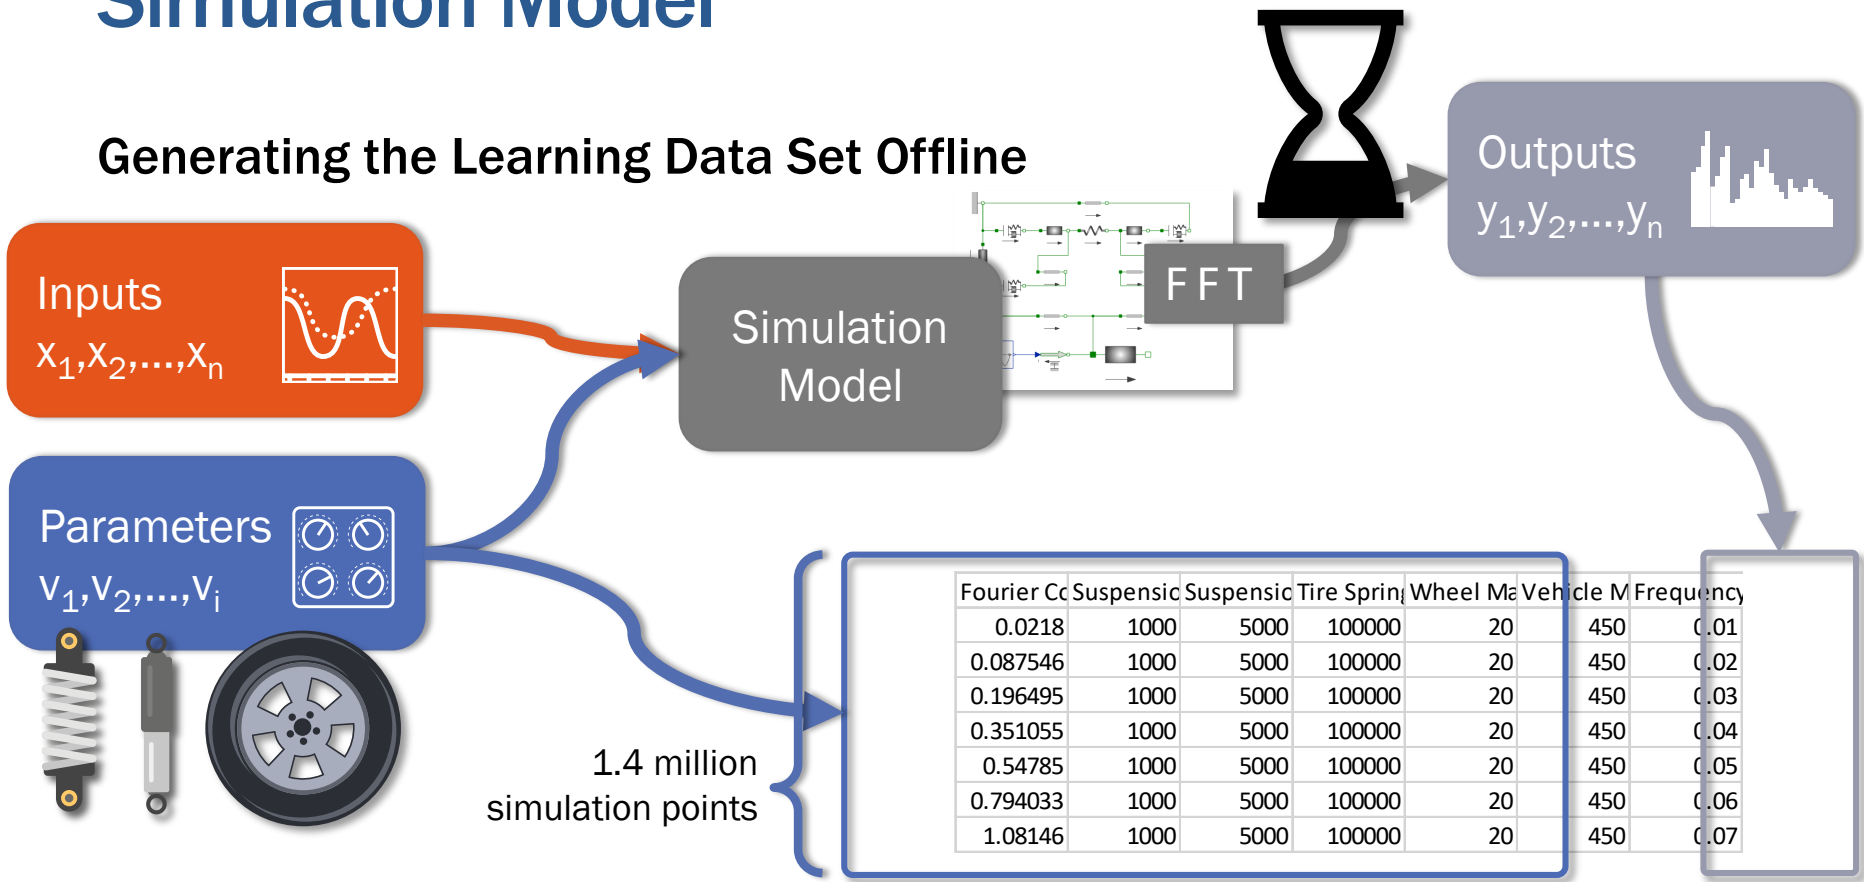 Simulation Model
Generating the Learning Data Set Offline
Inputs
x1,x2,...,xn
Parameters
v1,v2,...,vi
Simulation
Model
FFT
Outputs
y1,y2,...,yn
1.4 million
simulation points
Fourier Co Suspensio Suspensio Tire Spring Wheel Ma Vehicle M Frequency
0.0218 1000 5000 100000 20 450 0.01
0.087546 1000 5000 100000 20 450 0.02
0.196495 1000 5000 100000 20 450 0.03
0.351055 1000 5000 100000 20 450 0.04
0.54785 1000 5000 100000 20 450 0.05
0.794033 1000 5000 100000 20 450 0.06
1.08146 1000 5000 100000 20 450 0.07